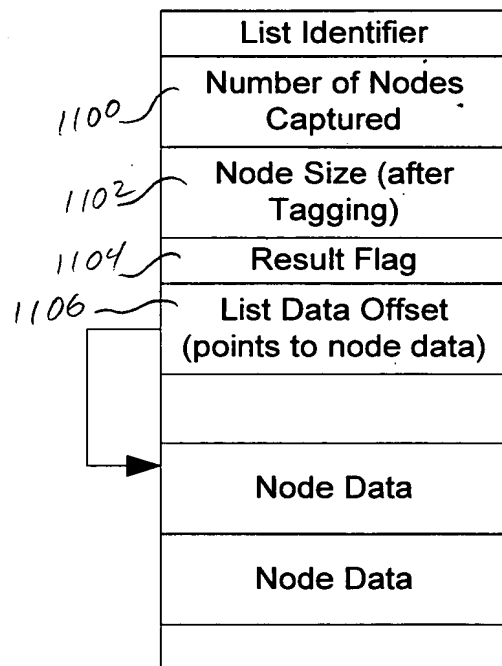 List Identifier
1100
Number of Nodes
Captured
1102
Node Size (after
Tagging)
1104
Result Flag
1106
List Data Offset
(points to node data)
Node Data
Node Data